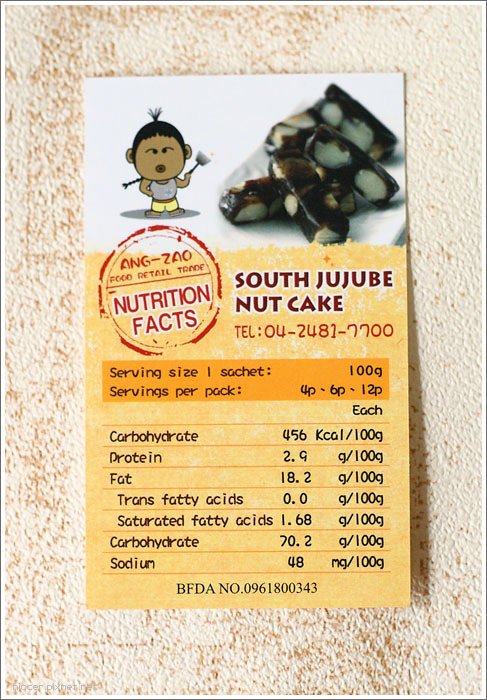 ANG-ZAO
FOOD RETAIL TRADE
NUTRITION
FACTS
SOUTH JUJUBE
NUT CAKE
TEL:04-2481-7700
Serving size 1 sachet: 100g
Servings per pack: 4p、6p、12p
Each
Carbohydrate 456 Kcal/100g
Protein 2.9 g/100g
Fat 18.2 g/100g
Trans fatty acids 0.0 g/100g
Saturated fatty acids 1.68 g/100g
Carbohydrate 70.2 g/100g
Sodium 48 mg/100g
BFDA NO.0961800343